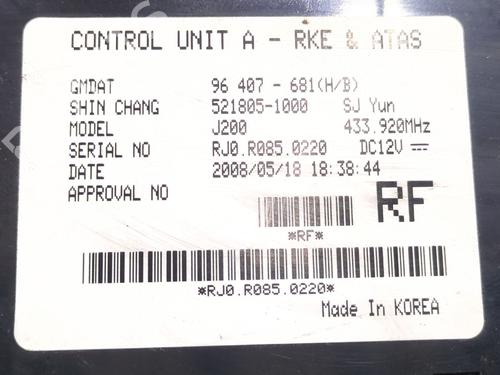 CONTROL UNIT A - RKE & ATAS
GMDAT 96 407 - 681(H/B)
SHIN CHANG 521805-1000 SJ Yun
MODEL J200 433.920MHz
SERIAL NO RJ0.R085.0220 DC12V ⎓
DATE 2008/05/18 18:38:44
APPROVAL NO
RF
*RF*
*RJ0.R085.0220*
Made In KOREA